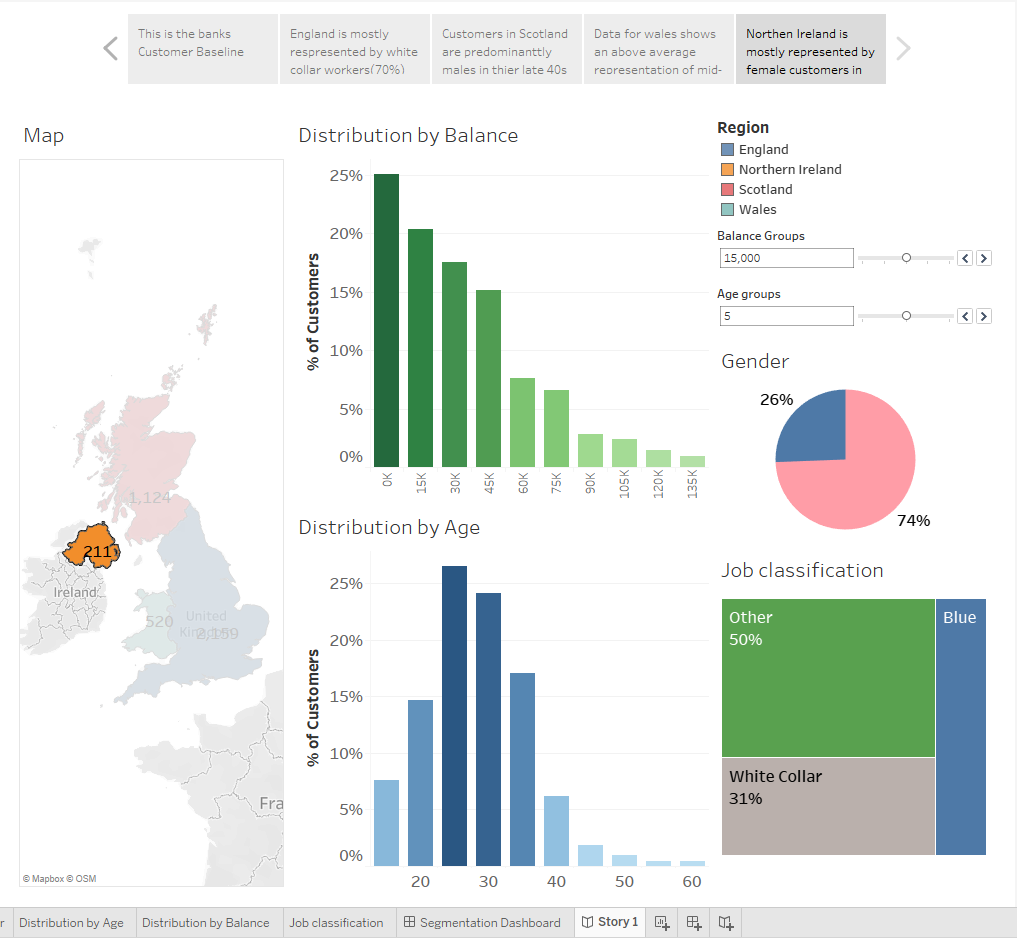 This is the banks
Customer Baseline
England is mostly
respresented by white
collar workers(70%)
Customers in Scotland
are predominanttly
males in thier late 40s
Data for wales shows
an above average
representation of mid-
Northen Ireland is
mostly represented by
female customers in
Map
1,124
211
Ireland
520
United
Kingdom
2,159
Fra
© Mapbox © OSM
Distribution by Balance
% of Customers
25%
20%
15%
10%
5%
0%
0K
15K
30K
45K
60K
75K
90K
105K
120K
135K
Distribution by Age
% of Customers
25%
20%
15%
10%
5%
0%
20
30
40
50
60
Region
England
Northern Ireland
Scotland
Wales
Balance Groups
15,000
Age groups
5
Gender
26%
74%
Job classification
Other
50%
Blue
White Collar
31%
r
Distribution by Age
Distribution by Balance
Job classification
Segmentation Dashboard
Story 1